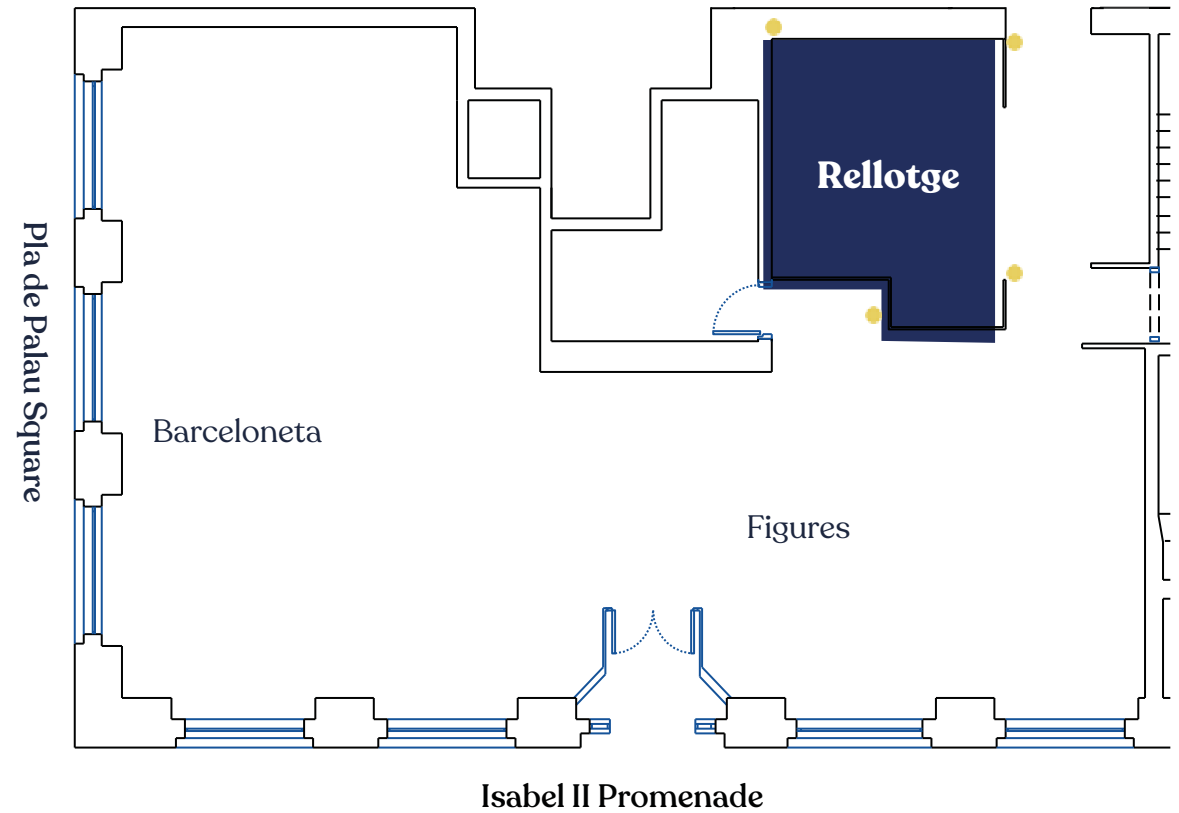 Rellotge
Pla de Palau Square
Barceloneta
Figures
Isabel II Promenade